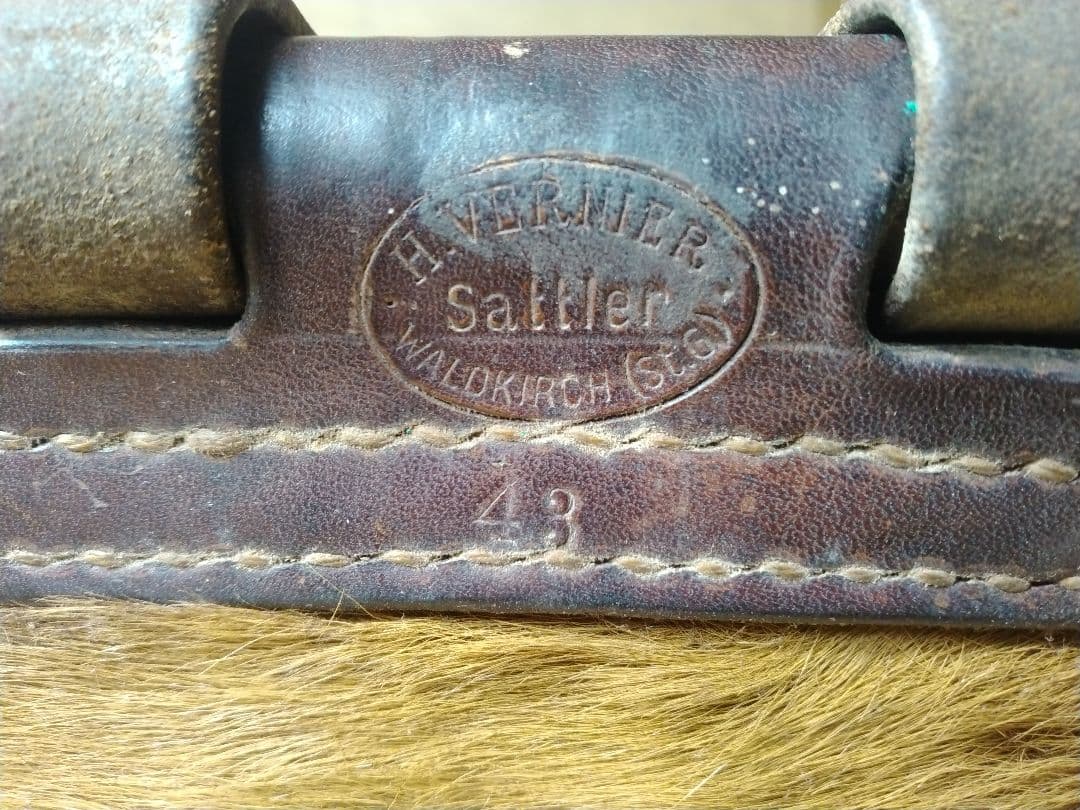 H. VERNIER
Sattler
WALDKIRCH (St.G)
43